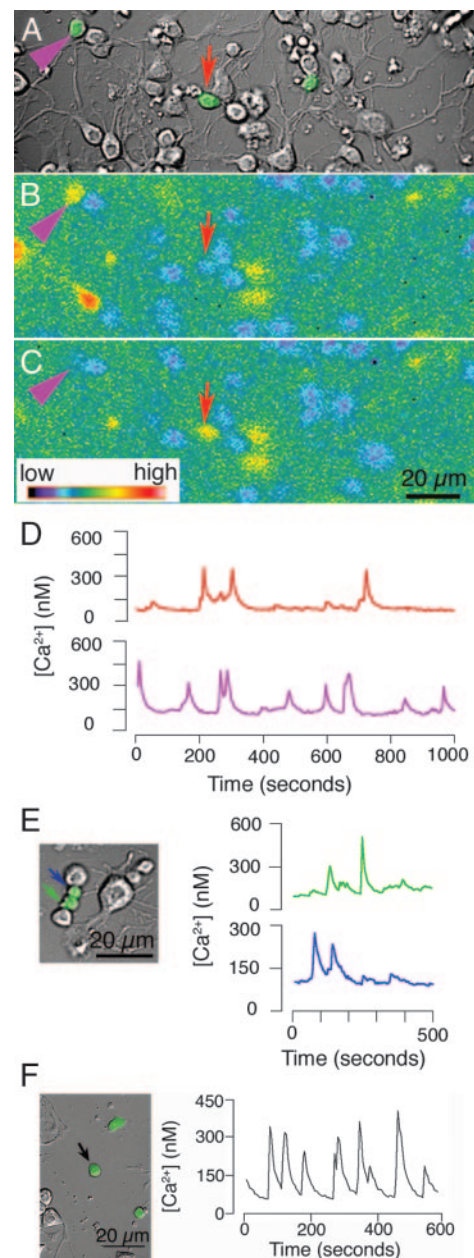 A
B
C
low high
20 µm
D
600
300
0
[Ca²⁺] (nM)
600
300
0
0 200 400 600 800 1000
Time (seconds)
E
20 µm
600
300
0
[Ca²⁺] (nM)
300
150
0
0 500
Time (seconds)
F
20 µm
450
300
150
0
[Ca²⁺] (nM)
0 200 400 600
Time (seconds)